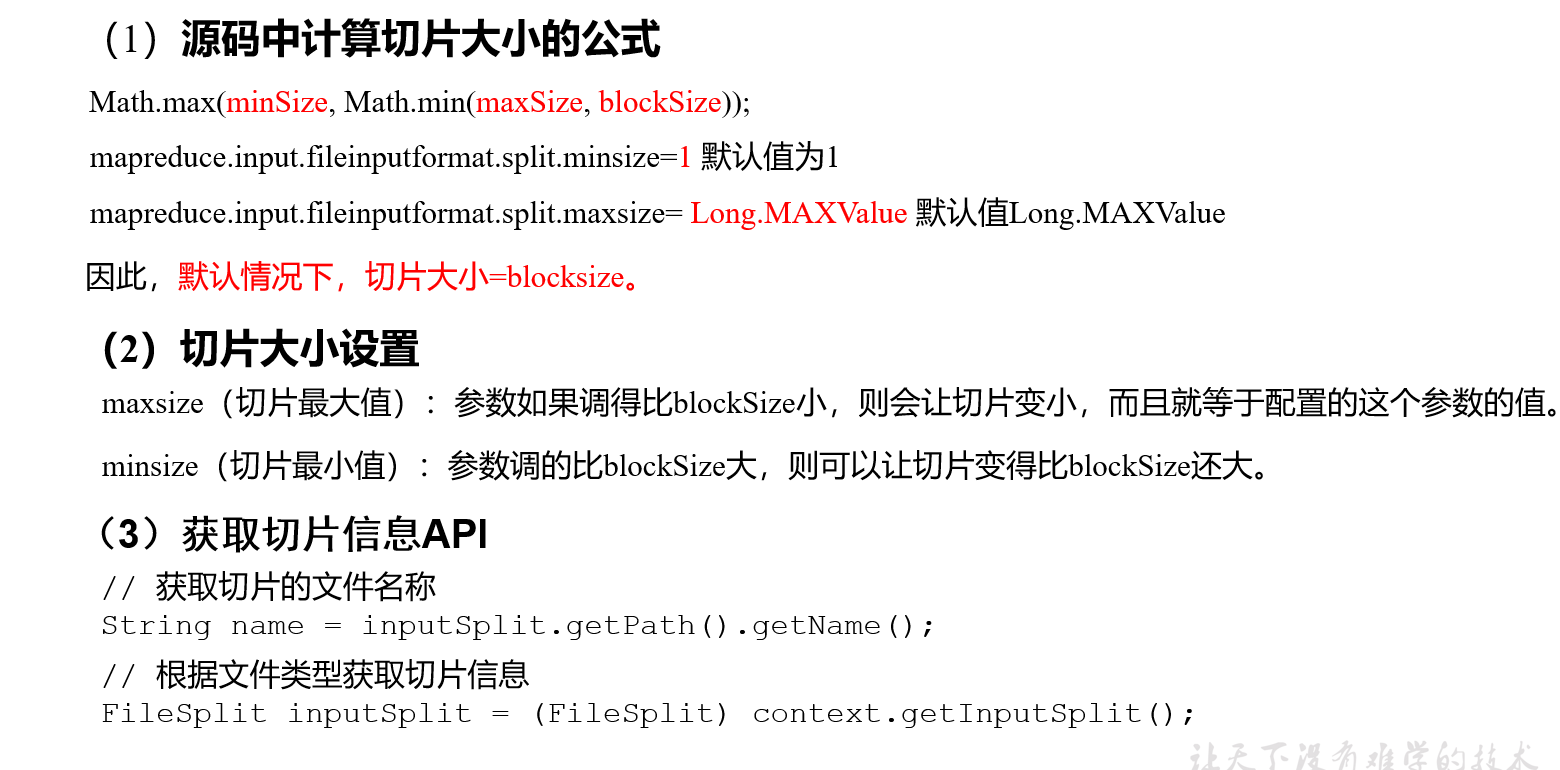 （1）源码中计算切片大小的公式
Math.max(minSize, Math.min(maxSize, blockSize));
mapreduce.input.fileinputformat.split.minsize=1 默认值为1
mapreduce.input.fileinputformat.split.maxsize= Long.MAXValue 默认值Long.MAXValue
因此，默认情况下，切片大小=blocksize。
（2）切片大小设置
maxsize（切片最大值）：参数如果调得比blockSize小，则会让切片变小，而且就等于配置的这个参数的值。
minsize（切片最小值）：参数调的比blockSize大，则可以让切片变得比blockSize还大。
（3）获取切片信息API
// 获取切片的文件名称
String name = inputSplit.getPath().getName();
// 根据文件类型获取切片信息
FileSplit inputSplit = (FileSplit) context.getInputSplit();
让天下没有难学的技术